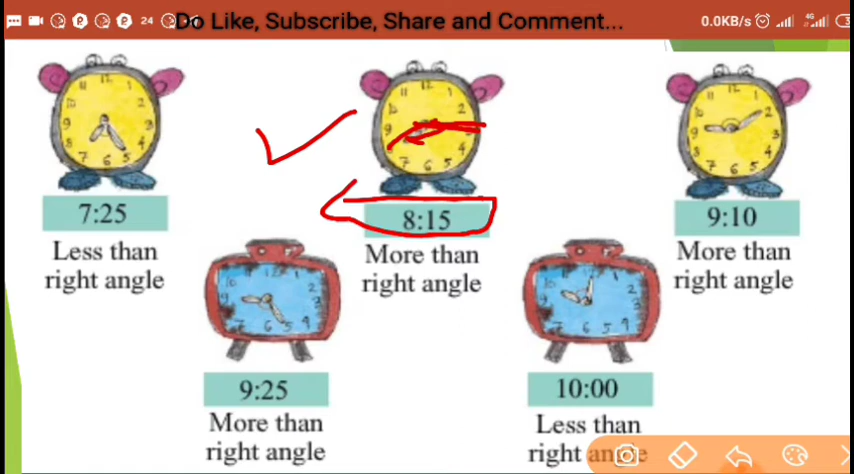 24
Do Like, Subscribe, Share and Comment...
0.0KB/s
4G
7:25
Less than
right angle
8:15
More than
right angle
9:10
More than
right angle
9:25
More than
right angle
10:00
Less than
right angle